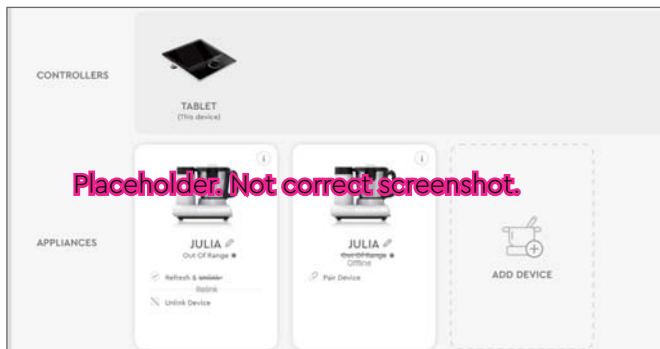 CONTROLLERS
TABLET
(This device)
Placeholder. Not correct screenshot.
APPLIANCES
JULIA
Out Of Range
Refresh & Unlink
Relink
Unlink Device
JULIA
Out Of Range
Offline
Pair Device
ADD DEVICE